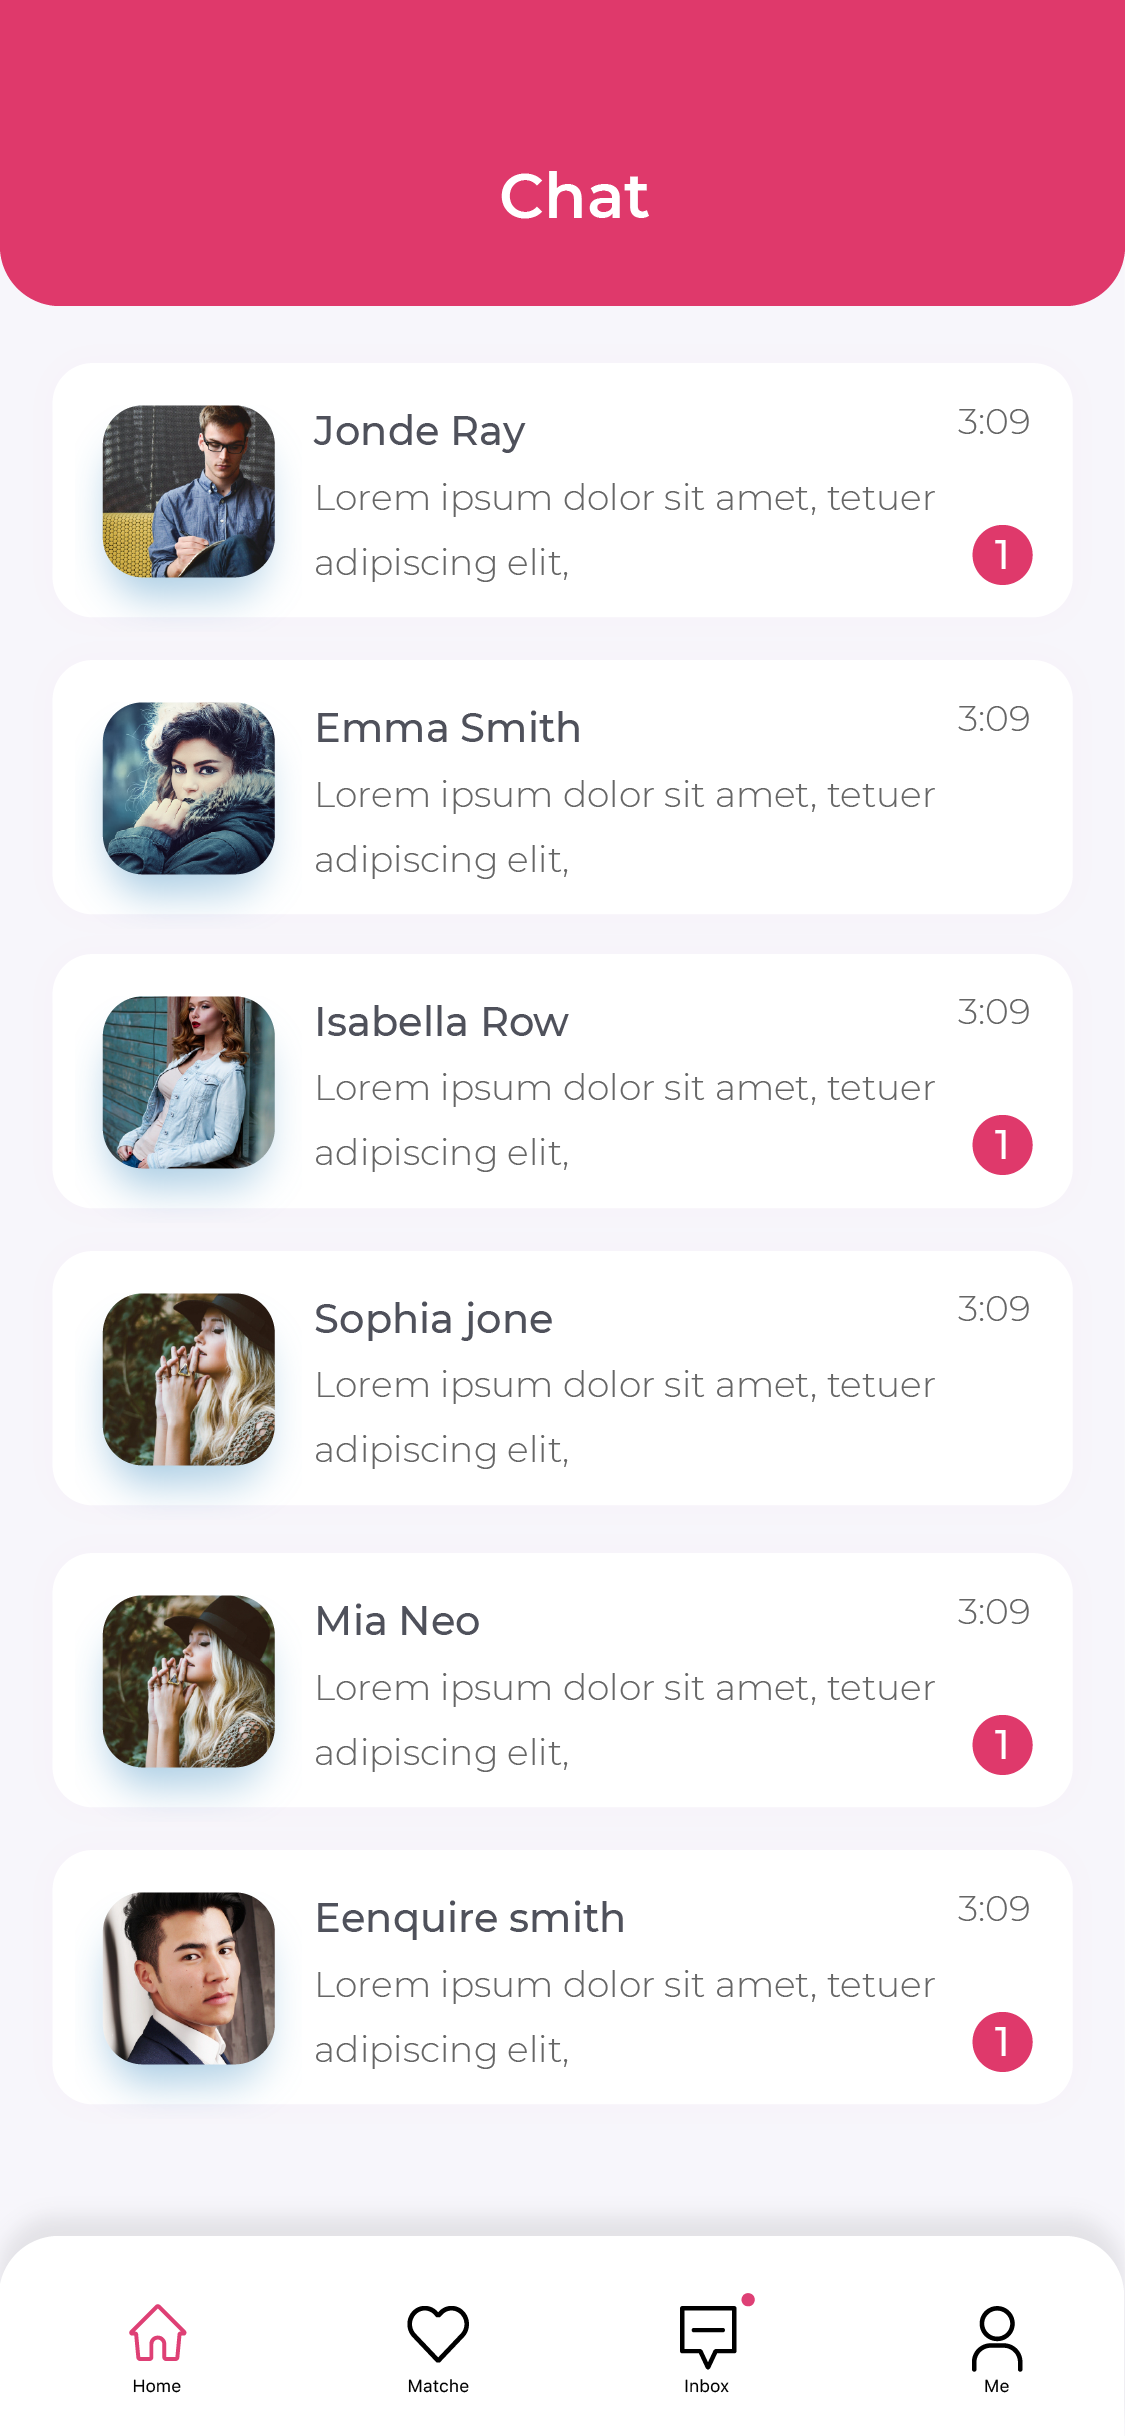 Chat
Jonde Ray
3:09
Lorem ipsum dolor sit amet, tetuer
adipiscing elit,
1
Emma Smith
3:09
Lorem ipsum dolor sit amet, tetuer
adipiscing elit,
Isabella Row
3:09
Lorem ipsum dolor sit amet, tetuer
adipiscing elit,
1
Sophia jone
3:09
Lorem ipsum dolor sit amet, tetuer
adipiscing elit,
Mia Neo
3:09
Lorem ipsum dolor sit amet, tetuer
adipiscing elit,
1
Eenquire smith
3:09
Lorem ipsum dolor sit amet, tetuer
adipiscing elit,
1
Home
Matche
Inbox
Me